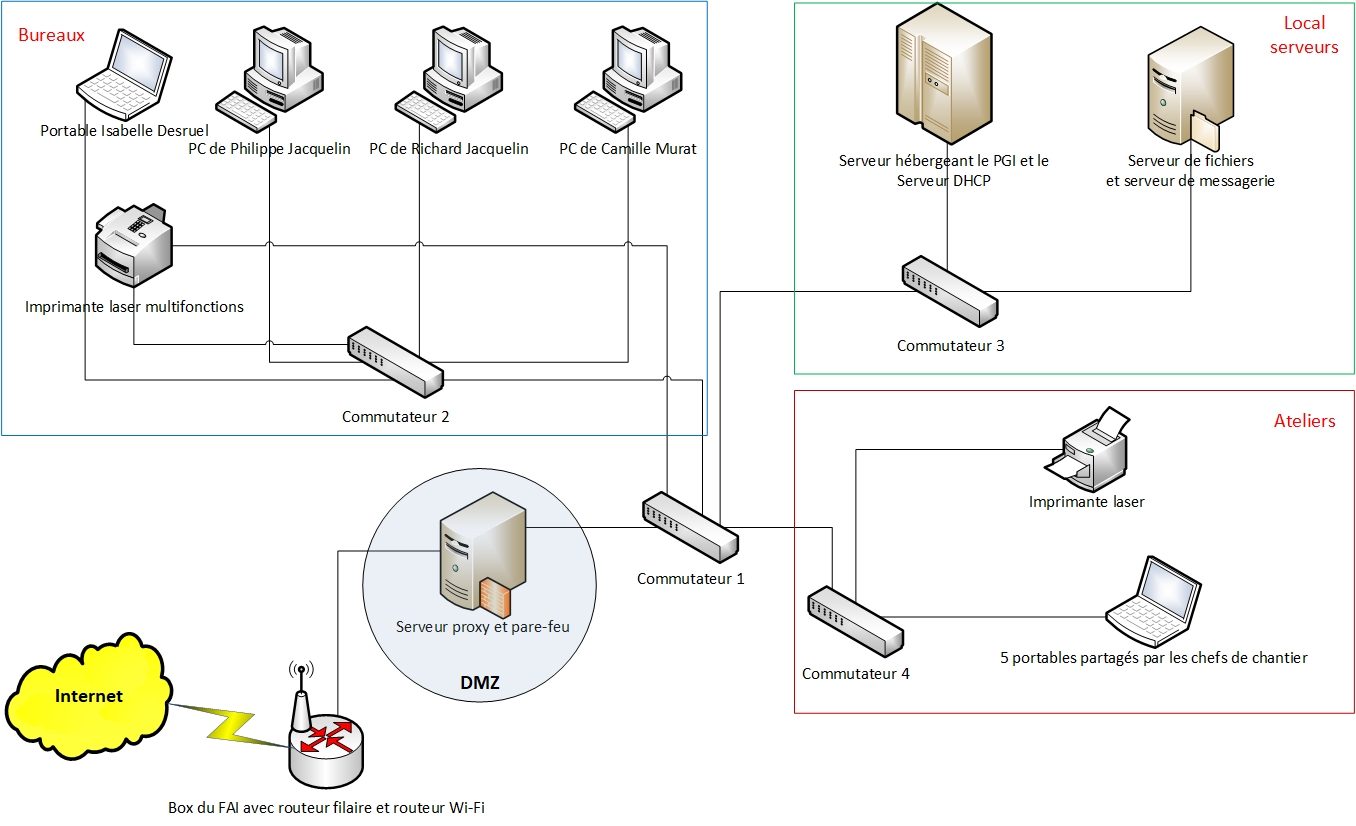 Bureaux
Portable Isabelle Desruel
PC de Philippe Jacquelin
PC de Richard Jacquelin
PC de Camille Murat
Imprimante laser multifonctions
Commutateur 2
Local
serveurs
Serveur hébergeant le PGI et le
Serveur DHCP
Serveur de fichiers
et serveur de messagerie
Commutateur 3
Ateliers
Imprimante laser
5 portables partagés par les chefs de chantier
Commutateur 4
Commutateur 1
Serveur proxy et pare-feu
DMZ
Internet
Box du FAI avec routeur filaire et routeur Wi-Fi